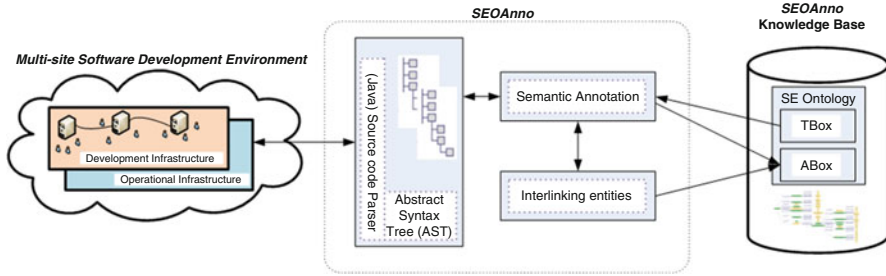 Multi-site Software Development Environment
Development Infrastructure
Operational Infrastructure
SEOAnno
(Java) Source code Parser
Abstract
Syntax
Tree (AST)
Semantic Annotation
Interlinking entities
SEOAnno
Knowledge Base
SE Ontology
TBox
ABox